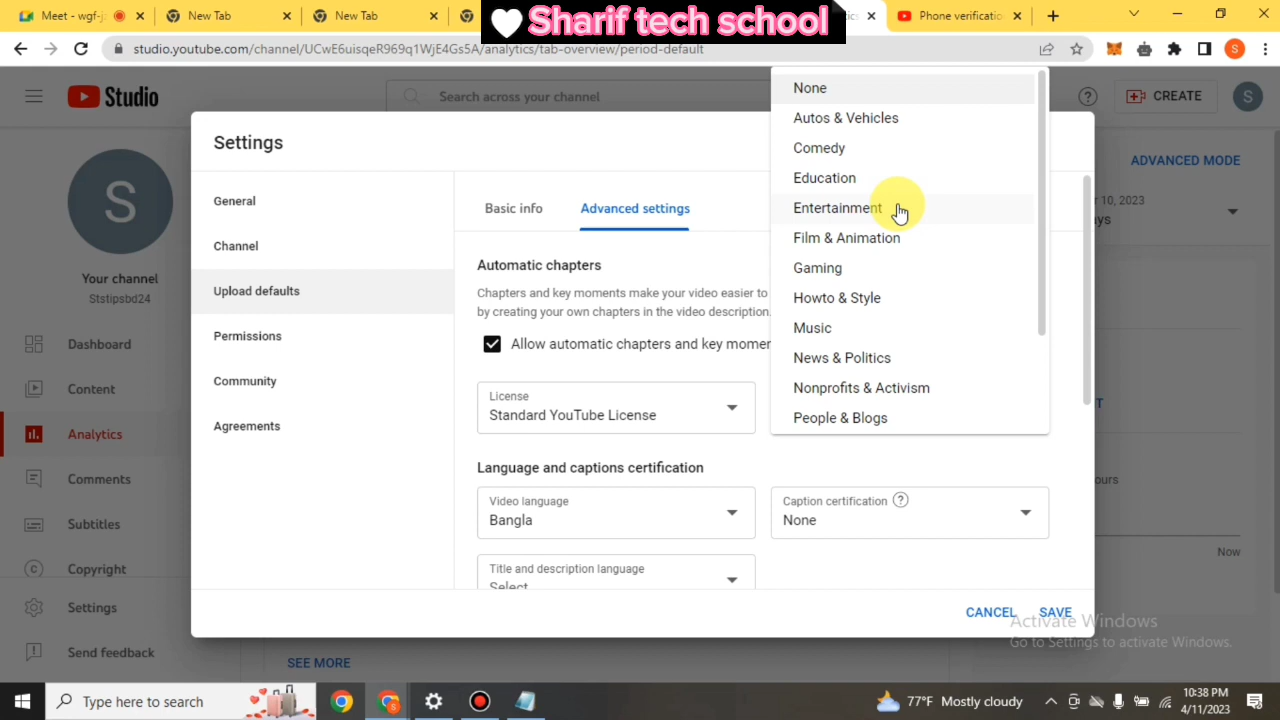 Meet - wgf-j
New Tab
New Tab
Sharif tech school
Phone verificatio
studio.youtube.com/channel/UCwE6uisqeR969q1WjE4Gs5A/analytics/tab-overview/period-default
S
Studio
Search across your channel
CREATE
S
Settings
ADVANCED MODE
S
Your channel
Ststipsbd24
Dashboard
Content
Analytics
Comments
Subtitles
Copyright
Settings
Send feedback
General
Channel
Upload defaults
Permissions
Community
Agreements
Basic info
Advanced settings
Automatic chapters
Chapters and key moments make your video easier to
by creating your own chapters in the video description.
Allow automatic chapters and key momen
License
Standard YouTube License
Language and captions certification
Video language
Bangla
Caption certification
None
Title and description language
Select
None
Autos & Vehicles
Comedy
Education
Entertainment
Film & Animation
Gaming
Howto & Style
Music
News & Politics
Nonprofits & Activism
People & Blogs
10, 2023
Now
CANCEL
SAVE
Activate Windows
Go to Settings to activate Windows.
SEE MORE
Type here to search
77°F Mostly cloudy
10:38 PM
4/11/2023